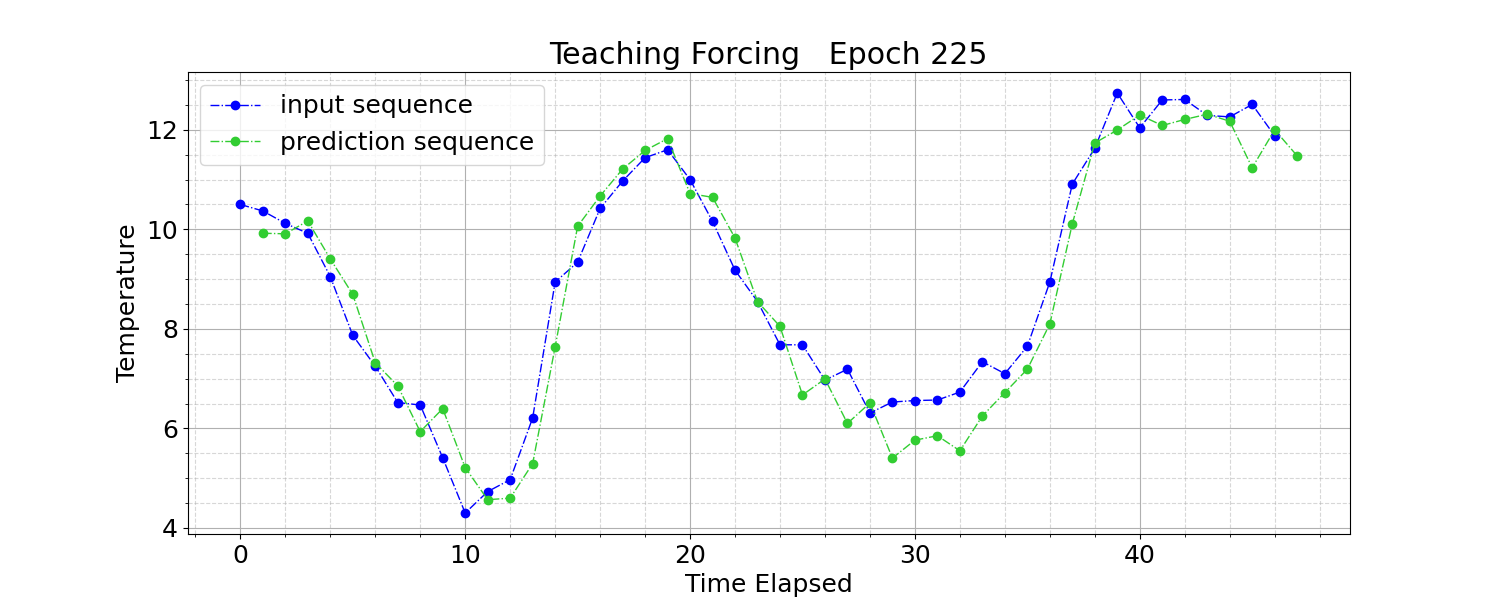 Teaching Forcing   Epoch 225
input sequence
prediction sequence
Temperature
12
10
8
6
4
0 10 20 30 40
Time Elapsed